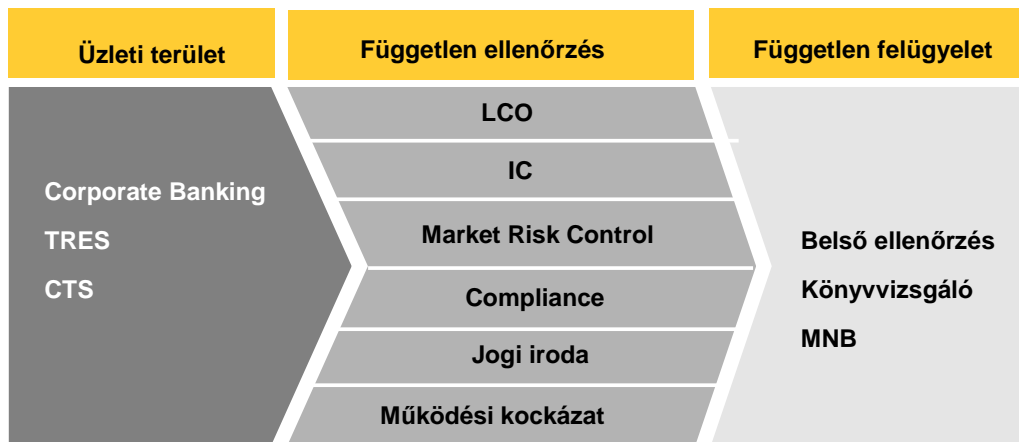 Üzleti terület
Független ellenőrzés
Független felügyelet
Corporate Banking
TRES
CTS
LCO
IC
Market Risk Control
Compliance
Jogi iroda
Működési kockázat
Belső ellenőrzés
Könyvvizsgáló
MNB